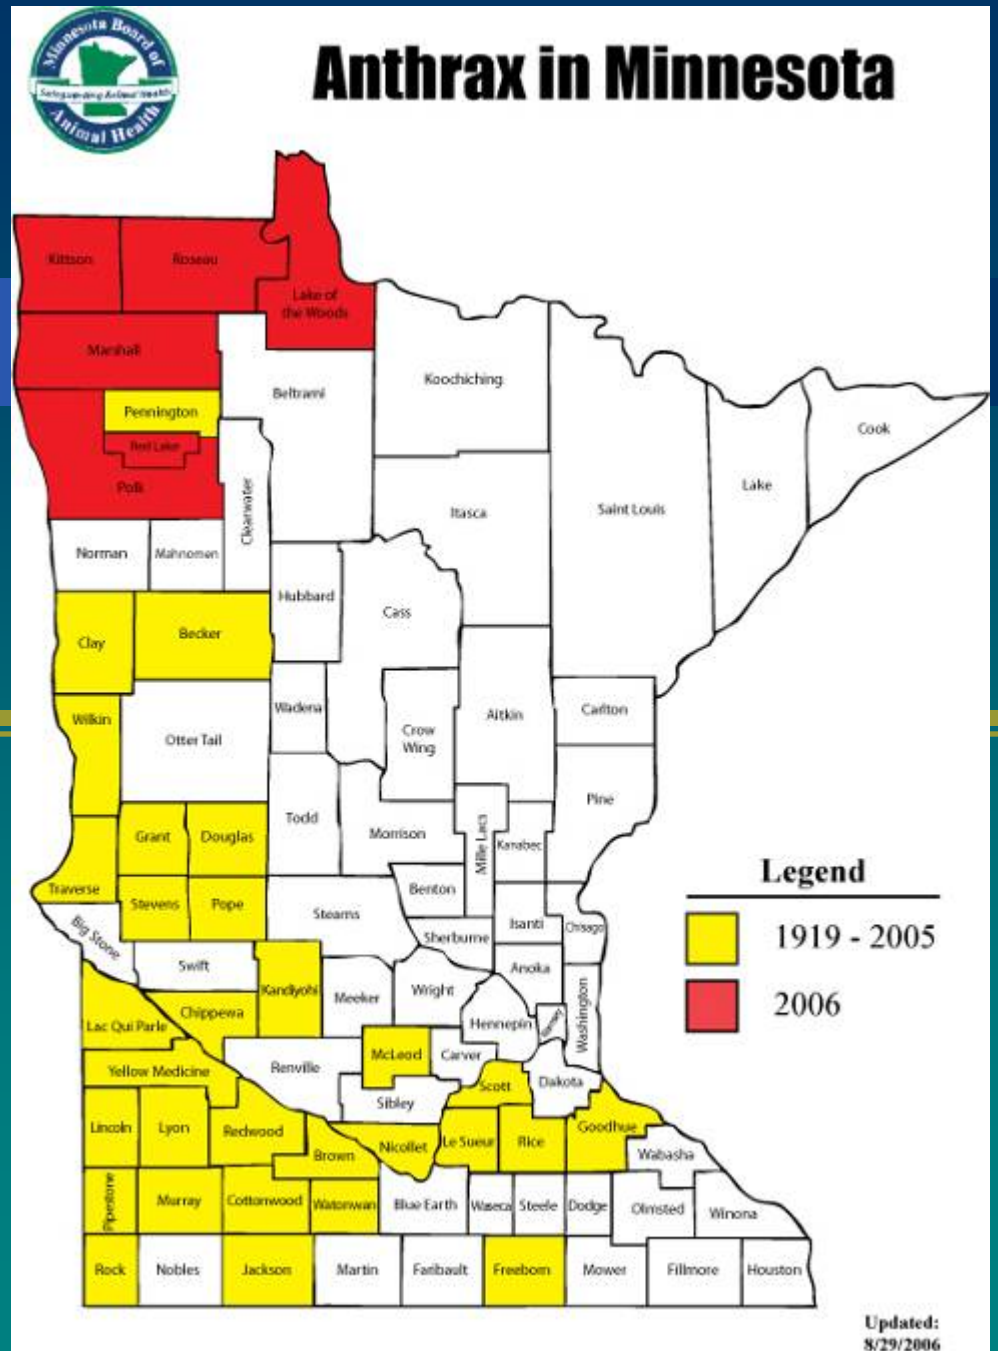 Minnesota Board of
Safeguarding Animal Health
Animal Health
Anthrax in Minnesota
Kittson
Roseau
Lake of
the Woods
Marshall
Beltrami
Koochiching
Pennington
Red Lake
Polk
Clearwater
Cook
Lake
Itasca
Saint Louis
Norman
Mahnomen
Hubbard
Cass
Clay
Becker
Wadena
Wilkin
Otter Tail
Crow
Wing
Aitkin
Carlton
Pine
Todd
Morrison
Mille Lacs
Kanabec
Grant
Douglas
Traverse
Stevens
Pope
Benton
Stearns
Big Stone
Isanti
Chisago
Sherburne
Swift
Anoka
Kandiyohi
Meeker
Wright
Washington
Chippewa
Hennepin
Ramsey
Lac Qui Parle
McLeod
Carver
Renville
Yellow Medicine
Scott
Dakota
Sibley
Lincoln
Lyon
Redwood
Nicollet
Le Sueur
Rice
Goodhue
Brown
Wabasha
Pipestone
Murray
Cottonwood
Watonwan
Blue Earth
Waseca
Steele
Dodge
Olmsted
Winona
Rock
Nobles
Jackson
Martin
Faribault
Freeborn
Mower
Fillmore
Houston
Legend
1919 - 2005
2006
Updated:
8/29/2006